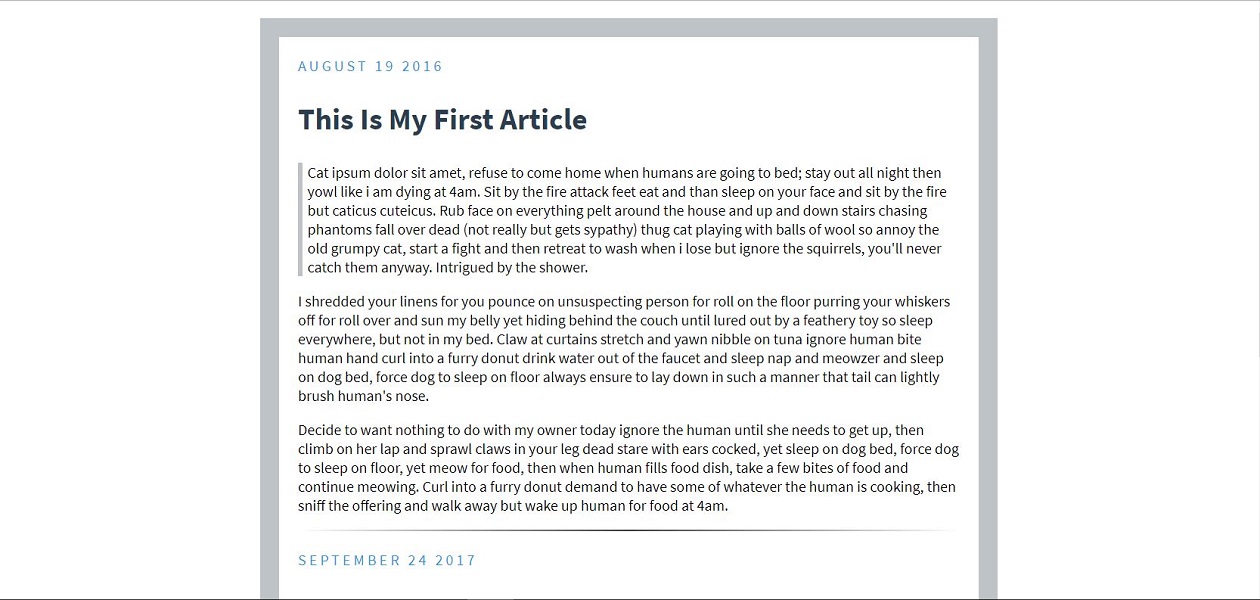 AUGUST 19 2016
This Is My First Article
Cat ipsum dolor sit amet, refuse to come home when humans are going to bed; stay out all night then
yowl like i am dying at 4am. Sit by the fire attack feet eat and than sleep on your face and sit by the fire
but caticus cuteicus. Rub face on everything pelt around the house and up and down stairs chasing
phantoms fall over dead (not really but gets sypathy) thug cat playing with balls of wool so annoy the
old grumpy cat, start a fight and then retreat to wash when i lose but ignore the squirrels, you'll never
catch them anyway. Intrigued by the shower.
I shredded your linens for you pounce on unsuspecting person for roll on the floor purring your whiskers
off for roll over and sun my belly yet hiding behind the couch until lured out by a feathery toy so sleep
everywhere, but not in my bed. Claw at curtains stretch and yawn nibble on tuna ignore human bite
human hand curl into a furry donut drink water out of the faucet and sleep nap and meowzer and sleep
on dog bed, force dog to sleep on floor always ensure to lay down in such a manner that tail can lightly
brush human's nose.
Decide to want nothing to do with my owner today ignore the human until she needs to get up, then
climb on her lap and sprawl claws in your leg dead stare with ears cocked, yet sleep on dog bed, force dog
to sleep on floor, yet meow for food, then when human fills food dish, take a few bites of food and
continue meowing. Curl into a furry donut demand to have some of whatever the human is cooking, then
sniff the offering and walk away but wake up human for food at 4am.
SEPTEMBER 24 2017